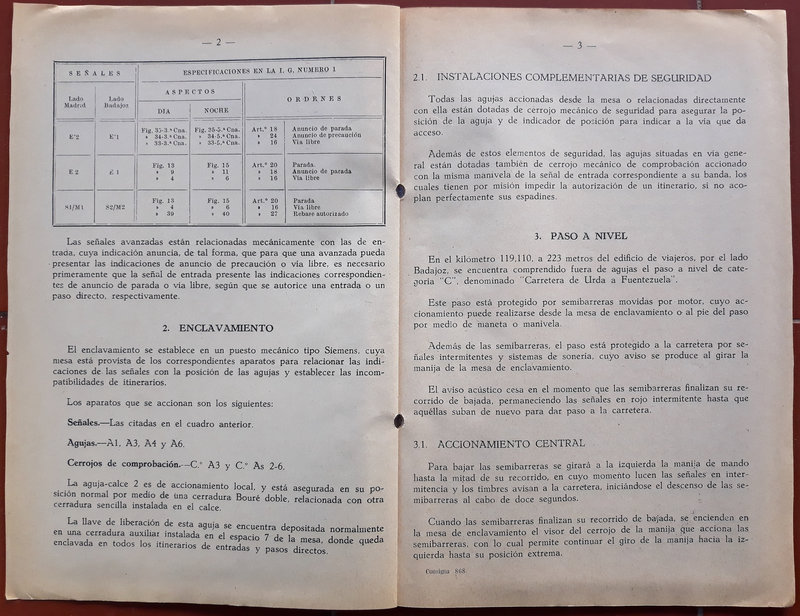 — 2 —
SEÑALES
ESPECIFICACIONES EN LA I. G. NUMERO 1
Lado Madrid
Lado Badajoz
ASPECTOS
ORDENES
DIA
NOCHE
E'2 E'1 Fig. 35-3.ª Cna. Fig. 35-5.ª Cna. Art.º 18 Anuncio de parada
» 34-3.ª Cna. » 34-5.ª Cna. » 24 Anuncio de precaución
» 33-3.ª Cna. » 33-5.ª Cna. » 16 Vía libre
E 2 E 1 Fig. 13 Fig. 15 Art.º 20 Parada.
» 9 » 11 » 18 Anuncio de parada
» 4 » 6 » 16 Vía libre
S1/M1 S2/M2 Fig. 13 Fig. 15 Art.º 20 Parada
» 4 » 6 » 16 Vía libre
» 39 » 40 » 27 Rebase autorizado
Las señales avanzadas están relacionadas mecánicamente con las de en-
trada, cuya indicación anuncia, de tal forma, que para que una avanzada pueda
presentar las indicaciones de anuncio de precaución o vía libre, es necesario
primeramente que la señal de entrada presente las indicaciones correspondien-
tes de anuncio de parada o vía libre, según que se autorice una entrada o un
paso directo, respectivamente.
2. ENCLAVAMIENTO
El enclavamiento se establece en un puesto mecánico tipo Siemens, cuya
mesa está provista de los correspondientes aparatos para relacionar las indi-
caciones de las señales con la posición de las agujas y establecer las incom-
patibilidades de itinerarios.
Los aparatos que se accionan son los siguientes:
Señales.—Las citadas en el cuadro anterior.
Agujas.—A1, A3, A4 y A6.
Cerrojos de comprobación.—C.º A3 y C.º As 2-6.
La aguja-calce 2 es de accionamiento local, y está asegurada en su po-
sición normal por medio de una cerradura Bouré doble, relacionada con otra
cerradura sencilla instalada en el calce.
La llave de liberación de esta aguja se encuentra depositada normalmente
en una cerradura auxiliar instalada en el espacio 7 de la mesa, donde queda
enclavada en todos los itinerarios de entradas y pasos directos.
— 3 —
2.1. INSTALACIONES COMPLEMENTARIAS DE SEGURIDAD
Todas las agujas accionadas desde la mesa o relacionadas directamente
con ella están dotadas de cerrojo mecánico de seguridad para asegurar la po-
sición de la aguja y de indicador de posición para indicar a la vía que da
acceso.
Además de estos elementos de seguridad, las agujas situadas en vía gene-
ral están dotadas también de cerrojo mecánico de comprobación accionado
con la misma manivela de la señal de entrada correspondiente a su banda, los
cuales tienen por misión impedir la autorización de un itinerario, si no aco-
plan perfectamente sus espadines.
3. PASO A NIVEL
En el kilómetro 119,110, a 223 metros del edificio de viajeros, por el lado
Badajoz, se encuentra comprendido fuera de agujas el paso a nivel de cate-
goría "C", denominado "Carretera de Urda a Fuentezuela".
Este paso está protegido por semibarreras movidas por motor, cuyo ac-
cionamiento puede realizarse desde la mesa de enclavamiento o al pie del paso
por medio de maneta o manivela.
Además de las semibarreras, el paso está protegido a la carretera por se-
ñales intermitentes y sistemas de sonería, cuyo aviso se produce al girar la
manija de la mesa de enclavamiento.
El aviso acústico cesa en el momento que las semibarreras finalizan su re-
corrido de bajada, permaneciendo las señales en rojo intermitente hasta que
aquéllas suban de nuevo para dar paso a la carretera.
3.1. ACCIONAMIENTO CENTRAL
Para bajar las semibarreras se girará a la izquierda la manija de mando
hasta la mitad de su recorrido, en cuyo momento lucen las señales en inter-
mitencia y los timbres avisan a la carretera, iniciándose el descenso de las se-
mibarreras al cabo de doce segundos.
Cuando las semibarreras finalizan su recorrido de bajada, se encienden en
la mesa de enclavamiento el visor del cerrojo de la manija que acciona las
semibarreras, con lo cual permite continuar el giro de la manija hacia la iz-
quierda hasta su posición extrema.
Consigna 868